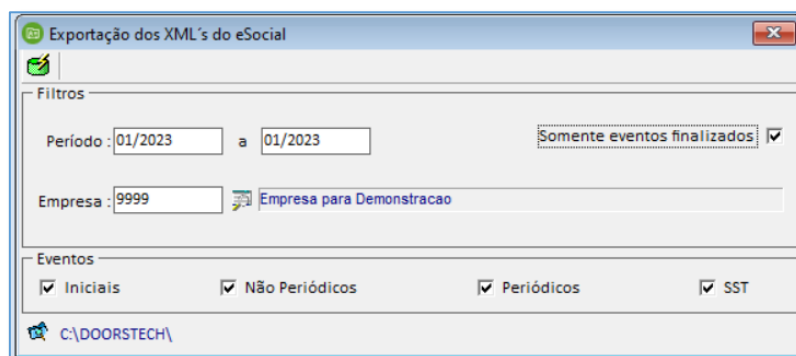 Exportação dos XML´s do eSocial
Filtros
Período : 01/2023 a 01/2023 Somente eventos finalizados
Empresa : 9999 Empresa para Demonstracao
Eventos
Iniciais Não Periódicos Periódicos SST
C:\DOORSTECH\